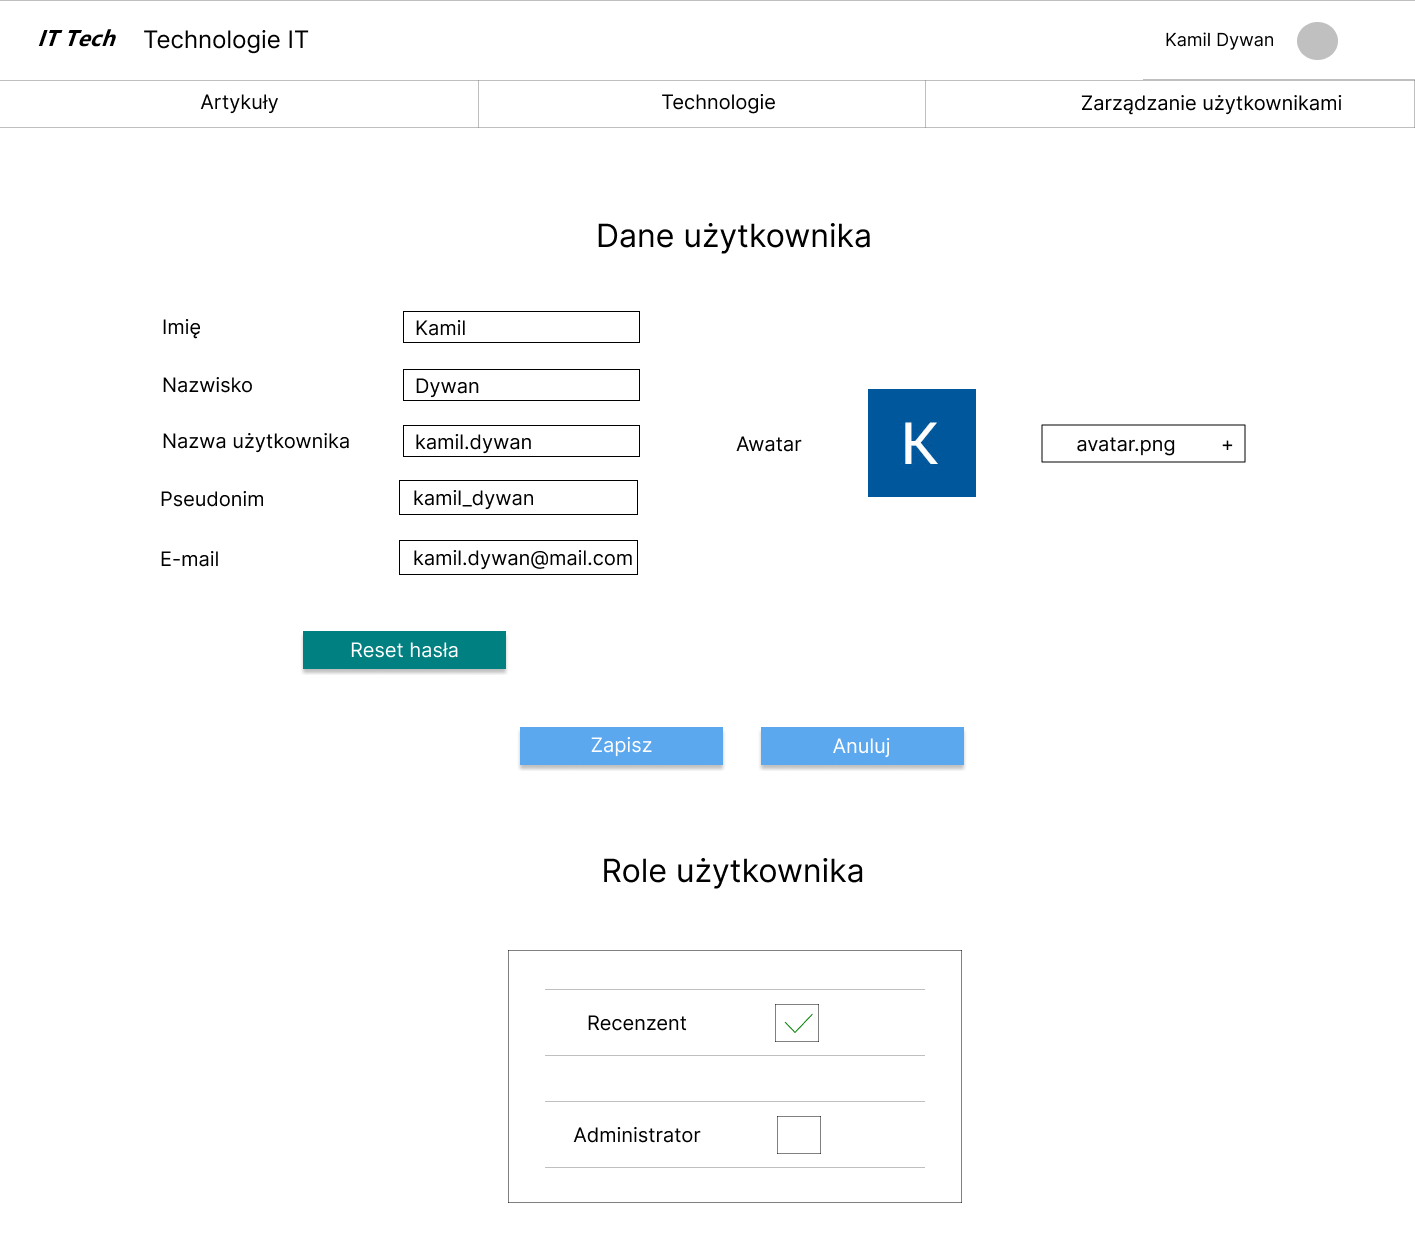 IT Tech
Technologie IT
Kamil Dywan
Artykuły
Technologie
Zarządzanie użytkownikami
Dane użytkownika
Imię
Kamil
Nazwisko
Dywan
Nazwa użytkownika
kamil.dywan
Pseudonim
kamil_dywan
E-mail
kamil.dywan@mail.com
Awatar
K
avatar.png +
Reset hasła
Zapisz
Anuluj
Role użytkownika
Recenzent
Administrator